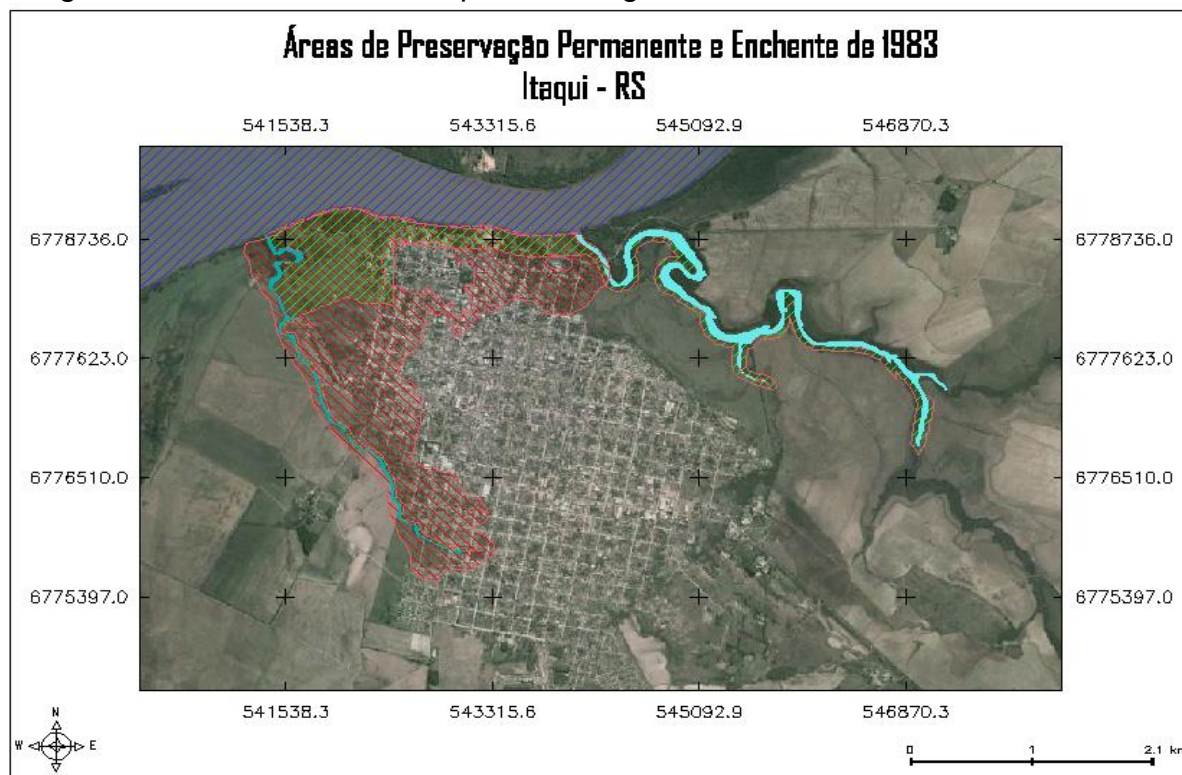 Áreas de Preservação Permanente e Enchente de 1983
Itaqui - RS
541538.3 543315.6 545092.9 546870.3
6778736.0 6778736.0
6777623.0 6777623.0
6776510.0 6776510.0
6775397.0 6775397.0
541538.3 543315.6 545092.9 546870.3
N
W E
S
0 1 2.1 km